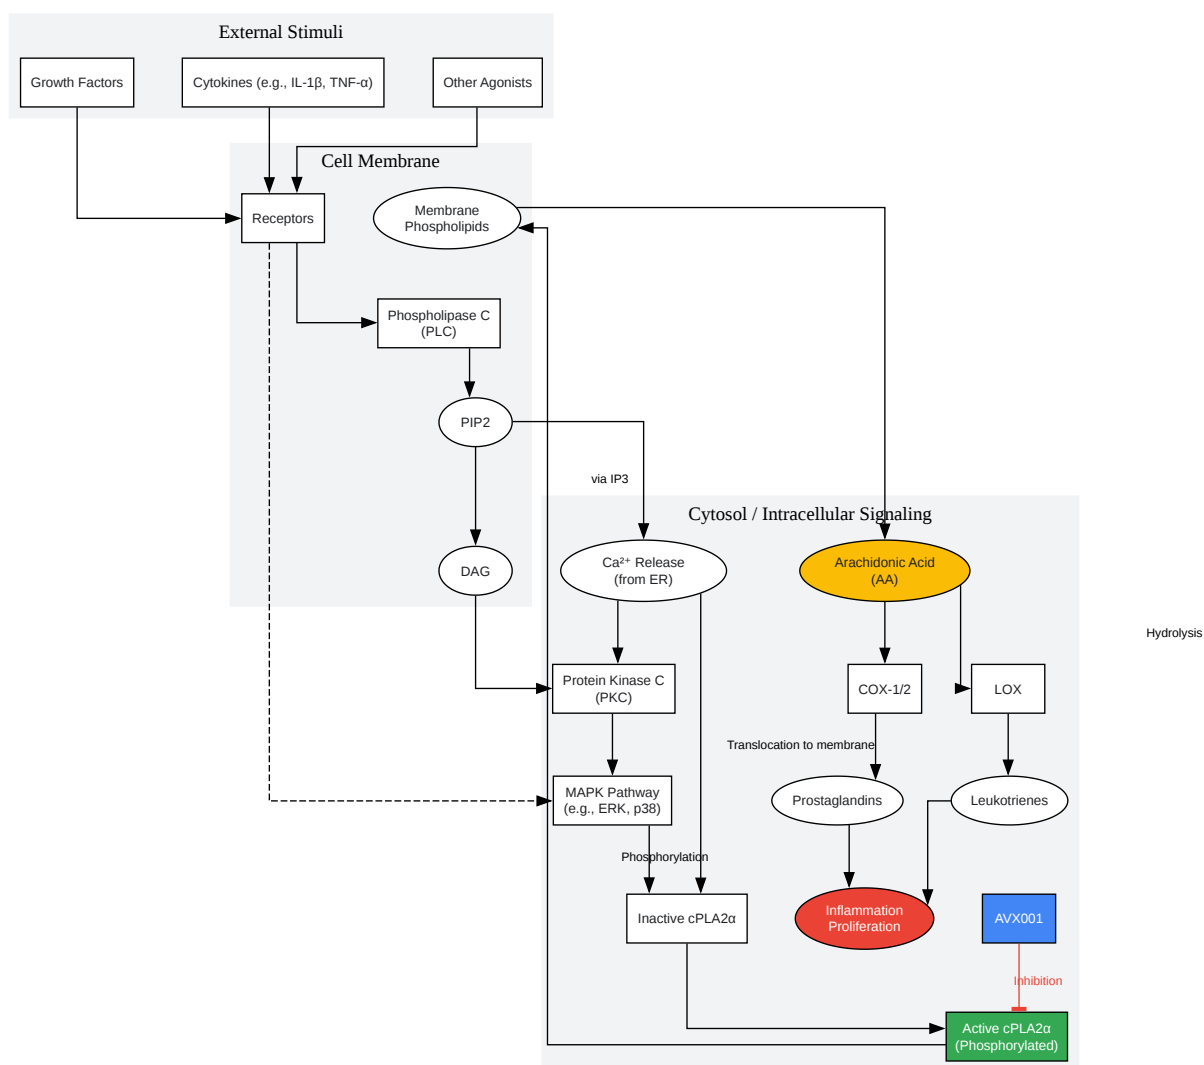 External Stimuli
Growth Factors
Cytokines (e.g., IL-1β, TNF-α)
Other Agonists
Cell Membrane
Receptors
Membrane
Phospholipids
Phospholipase C
(PLC)
PIP2
via IP3
DAG
Cytosol / Intracellular Signaling
Ca²⁺ Release
(from ER)
Arachidonic Acid
(AA)
Hydrolysis
Protein Kinase C
(PKC)
COX-1/2
LOX
Translocation to membrane
MAPK Pathway
(e.g., ERK, p38)
Prostaglandins
Leukotrienes
Phosphorylation
Inactive cPLA2α
Inflammation
Proliferation
AVX001
Inhibition
Active cPLA2α
(Phosphorylated)